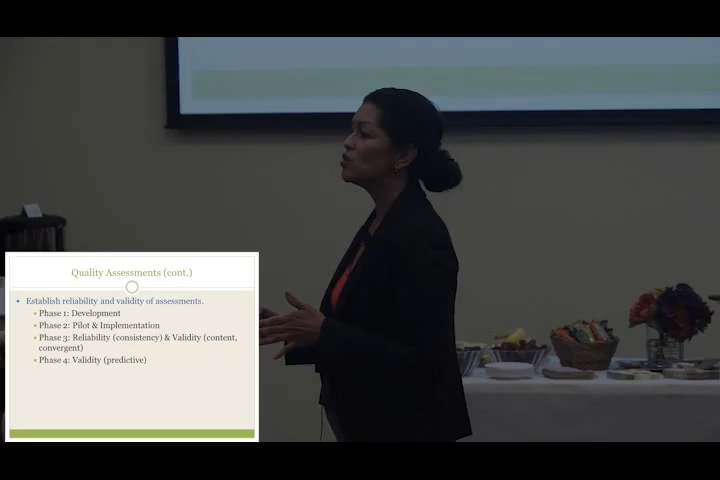 Quality Assessments (cont.)
• Establish reliability and validity of assessments.
Phase 1: Development
Phase 2: Pilot & Implementation
Phase 3: Reliability (consistency) & Validity (content,
convergent)
Phase 4: Validity (predictive)